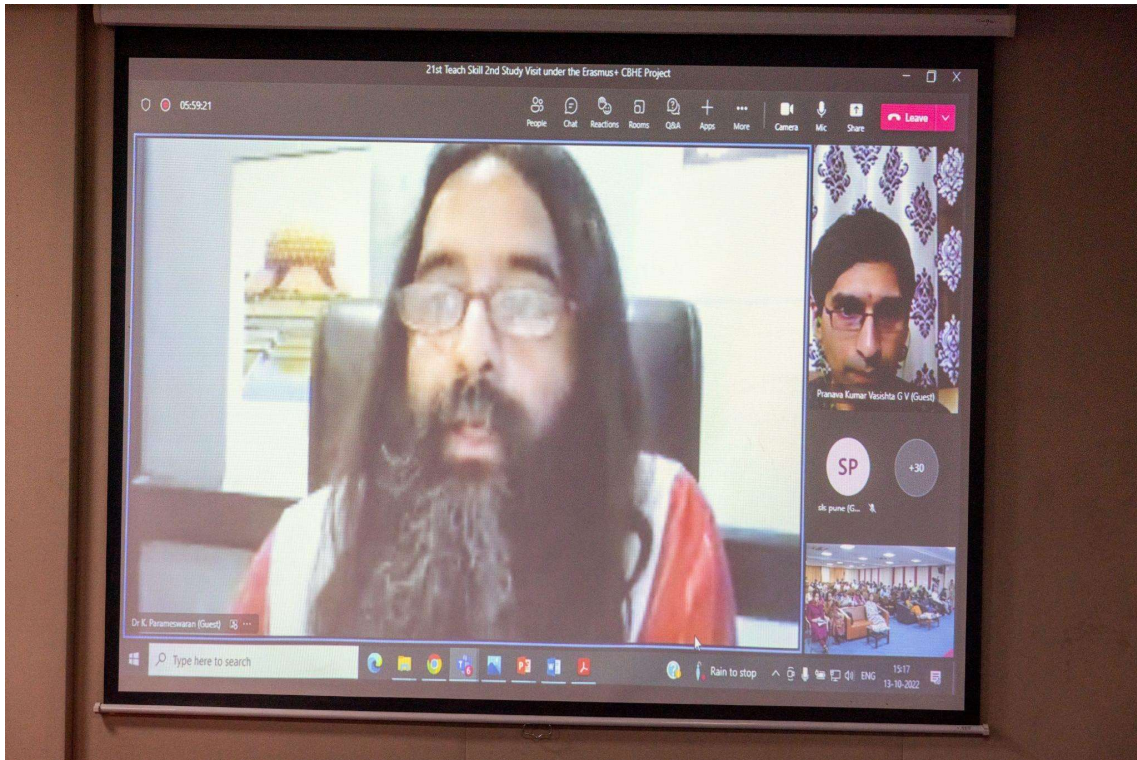 21st Teach Skill 2nd Study Visit under the Erasmus+ CBHE Project
05:59:21
People Chat Reactions Rooms Q&A Apps More Camera Mic Share Leave
Pranava Kumar Vasishta G V (Guest)
SP +30
sfc pune (G...
Dr K. Parameswaran (Guest)
Type here to search
Rain to stop
ENG
15:17
13-10-2022